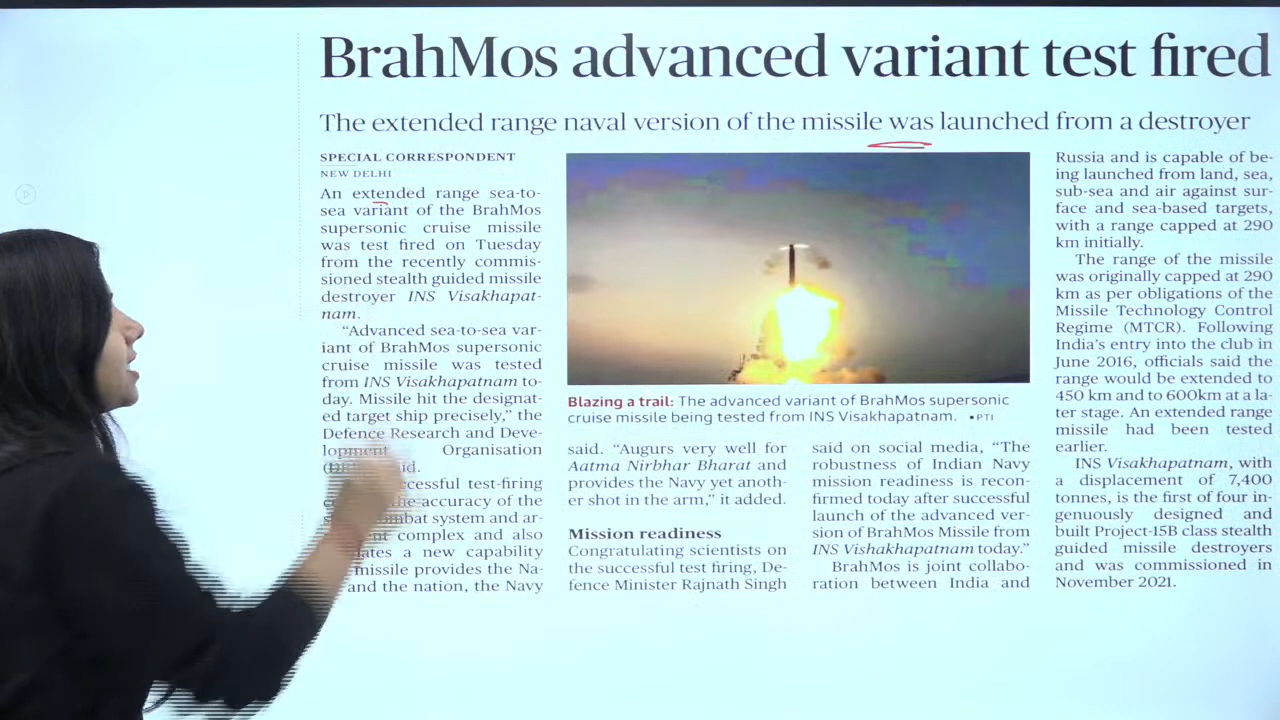 BrahMos advanced variant test fired
The extended range naval version of the missile was launched from a destroyer
SPECIAL CORRESPONDENT
NEW DELHI
An extended range sea-to-
sea variant of the BrahMos
supersonic cruise missile
was test fired on Tuesday
from the recently commis-
sioned stealth guided missile
destroyer INS Visakhapat-
nam.
“Advanced sea-to-sea var-
iant of BrahMos supersonic
cruise missile was tested
from INS Visakhapatnam to-
day. Missile hit the designat-
ed target ship precisely,” the
Defence Research and Deve-
lopment Organisation
accuracy of the
system and
complex and also
a new capability
missile provides the Na-
and the nation, the Navy
Blazing a trail: The advanced variant of BrahMos supersonic
cruise missile being tested from INS Visakhapatnam. •PTI
said. “Augurs very well for
Aatma Nirbhar Bharat and
provides the Navy yet anoth-
er shot in the arm,” it added.
Mission readiness
Congratulating scientists on
the successful test firing, De-
fence Minister Rajnath Singh
said on social media, “The
robustness of Indian Navy
mission readiness is recon-
firmed today after successful
launch of the advanced ver-
sion of BrahMos Missile from
INS Vishakhapatnam today.”
BrahMos is joint collabo-
ration between India and
Russia and is capable of be-
ing launched from land, sea,
sub-sea and air against sur-
face and sea-based targets,
with a range capped at 290
km initially.
The range of the missile
was originally capped at 290
km as per obligations of the
Missile Technology Control
Regime (MTCR). Following
India’s entry into the club in
June 2016, officials said the
range would be extended to
450 km and to 600km at a la-
ter stage. An extended range
missile had been tested
earlier.
INS Visakhapatnam, with
a displacement of 7,400
tonnes, is the first of four in-
genuously designed and
built Project-15B class stealth
guided missile destroyers
and was commissioned in
November 2021.